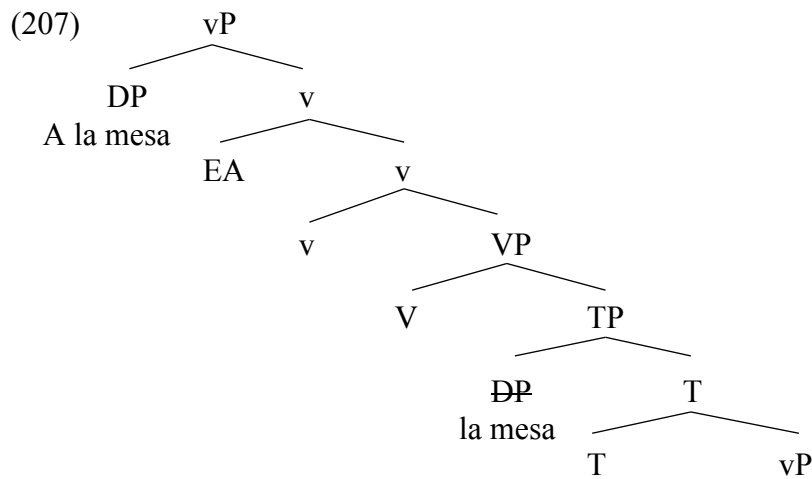 (207) vP
DP v
A la mesa
EA v
v VP
V TP
DP T
la mesa
T vP